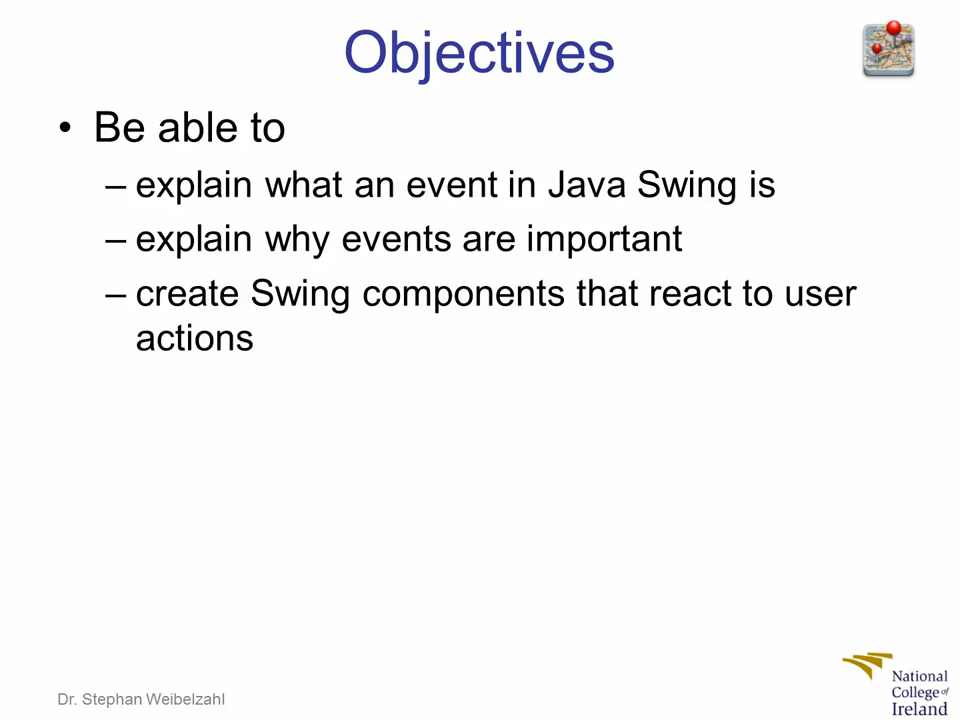 Objectives
• Be able to
– explain what an event in Java Swing is
– explain why events are important
– create Swing components that react to user
actions
Dr. Stephan Weibelzahl
National
College of
Ireland